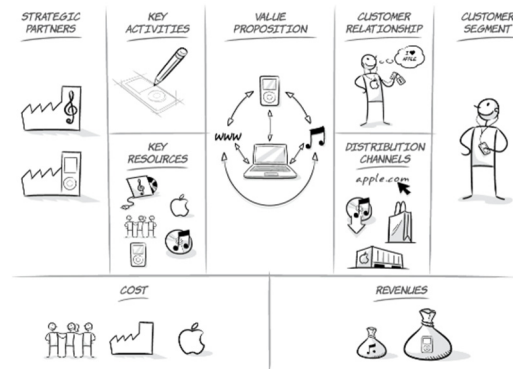 STRATEGIC
PARTNERS
KEY
ACTIVITIES
VALUE
PROPOSITION
CUSTOMER
RELATIONSHIP
CUSTOMER
SEGMENT
I ♥
APPLE
WWW
KEY
RESOURCES
DISTRIBUTION
CHANNELS
apple.com
COST
REVENUES